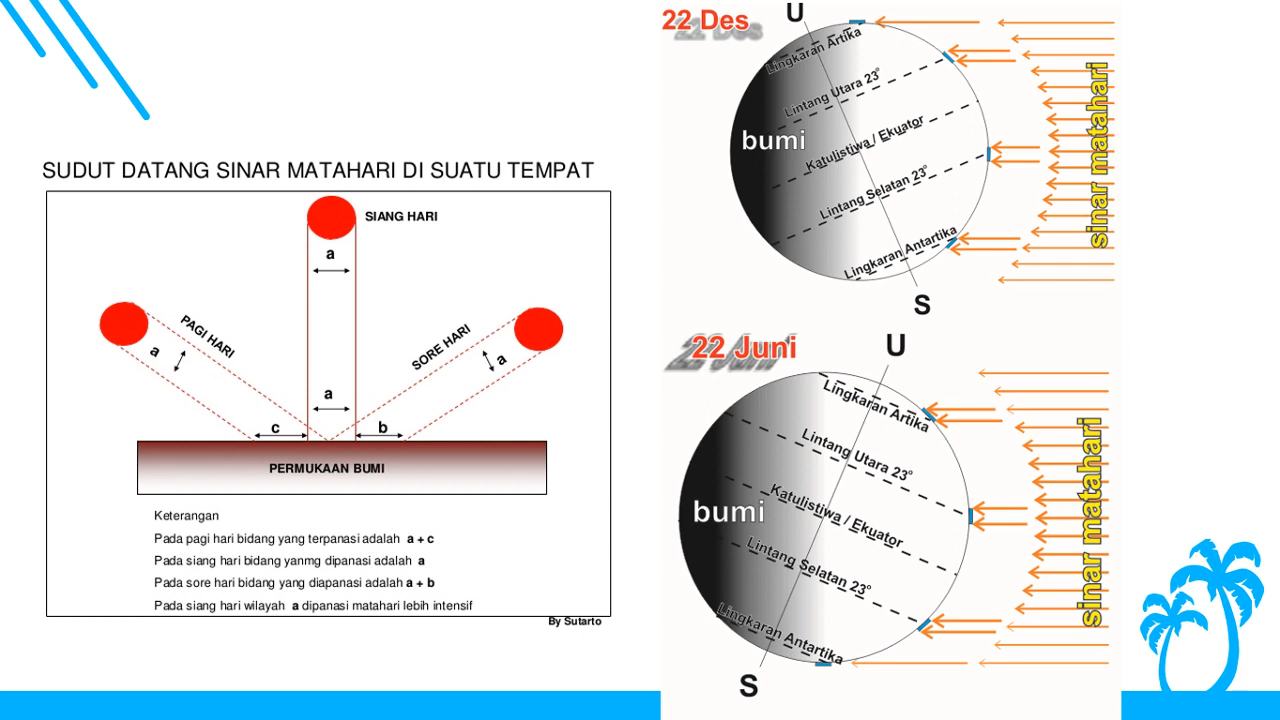 SUDUT DATANG SINAR MATAHARI DI SUATU TEMPAT
SIANG HARI
a
PAGI HARI
a
SORE HARI
a
a
c
b
PERMUKAAN BUMI
Keterangan
Pada pagi hari bidang yang terpanasi adalah a + c
Pada siang hari bidang yanmg dipanasi adalah a
Pada sore hari bidang yang diapanasi adalah a + b
Pada siang hari wilayah a dipanasi matahari lebih intensif
By Sutarto
22 Des
U
Lingkaran Artika
Lintang Utara 23°
bumi
Katulistiwa / Ekuator
Lintang Selatan 23°
Lingkaran Antartika
S
sinar matahari
22 Juni
U
Lingkaran Artika
Lintang Utara 23°
Katulistiwa / Ekuator
bumi
Lintang Selatan 23°
Lingkaran Antartika
S
sinar matahari